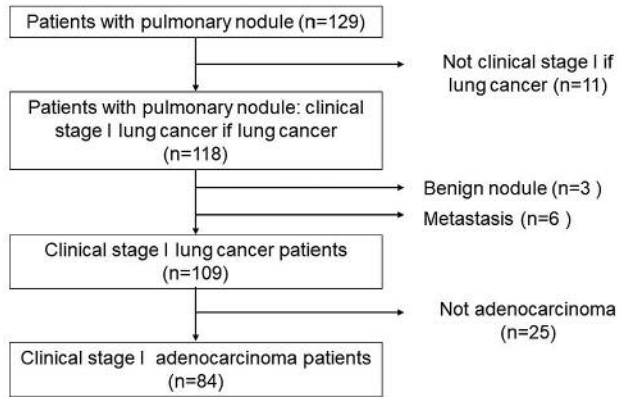 Patients with pulmonary nodule (n=129)
Not clinical stage I if
lung cancer (n=11)
Patients with pulmonary nodule: clinical
stage I lung cancer if lung cancer
(n=118)
Benign nodule (n=3 )
Metastasis (n=6 )
Clinical stage I lung cancer patients
(n=109)
Not adenocarcinoma
(n=25)
Clinical stage I adenocarcinoma patients
(n=84)